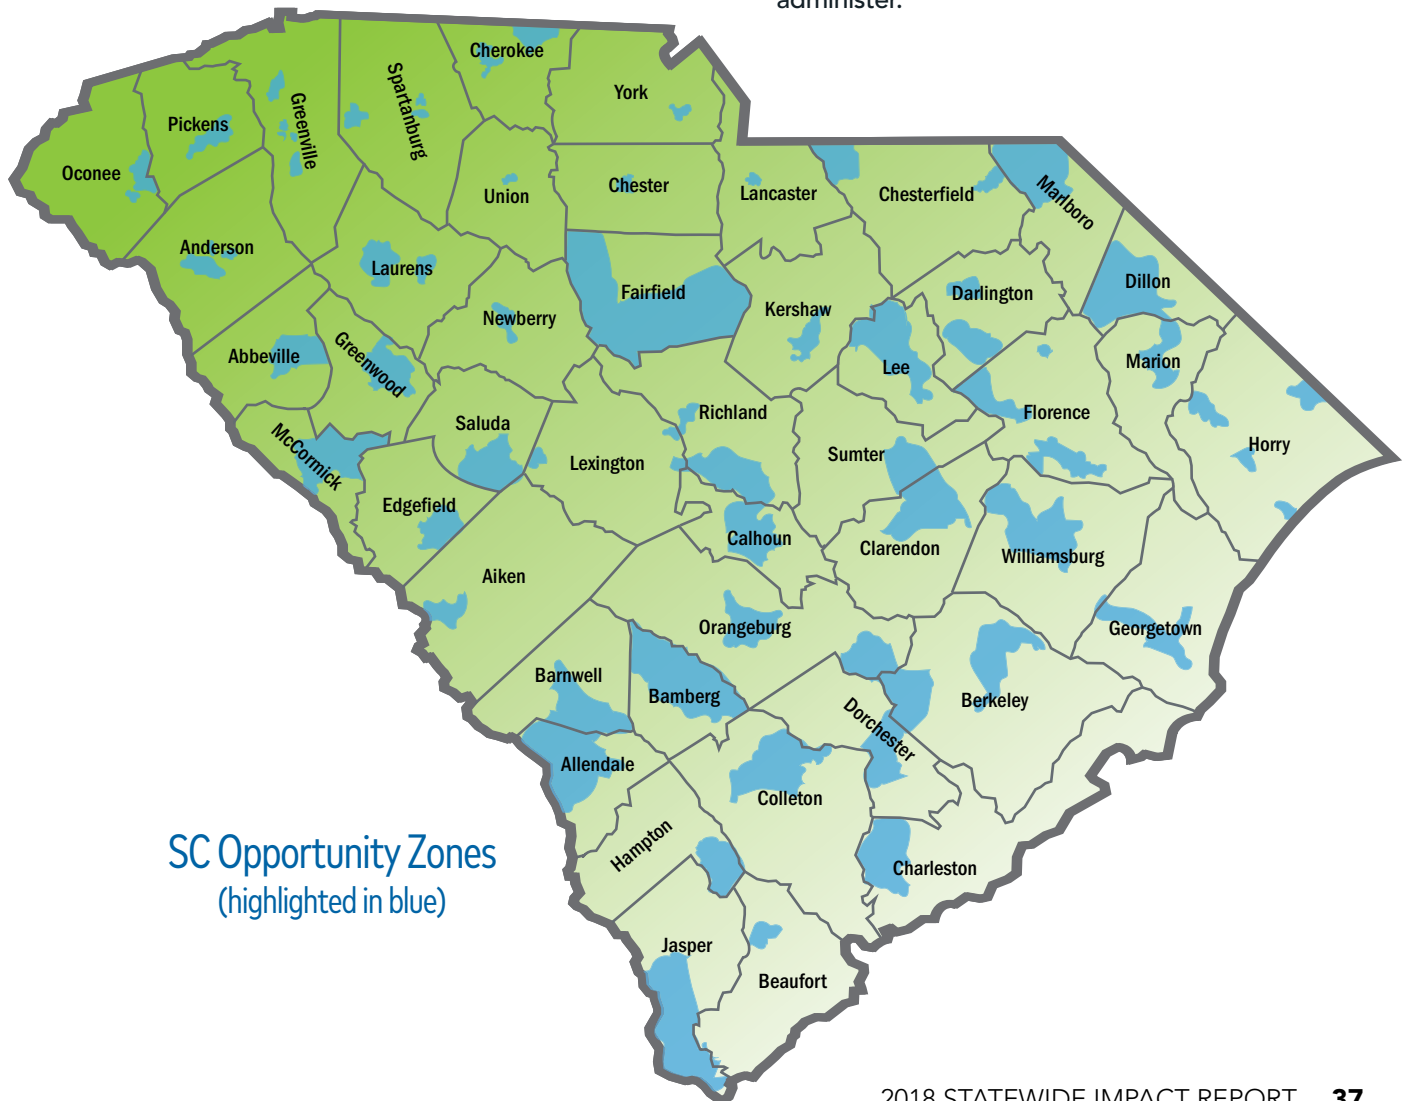 administer.
Cherokee
York
Spartanburg
Greenville
Pickens
Oconee
Union
Chester
Lancaster
Chesterfield
Marlboro
Anderson
Laurens
Fairfield
Kershaw
Darlington
Dillon
Newberry
Abbeville
Greenwood
Lee
Marion
Saluda
Richland
Florence
McCormick
Lexington
Sumter
Horry
Edgefield
Calhoun
Clarendon
Williamsburg
Aiken
Orangeburg
Georgetown
Barnwell
Bamberg
Berkeley
Dorchester
Allendale
Colleton
Hampton
Charleston
SC Opportunity Zones
(highlighted in blue)
Jasper
Beaufort
2018 STATEWIDE IMPACT REPORT 37